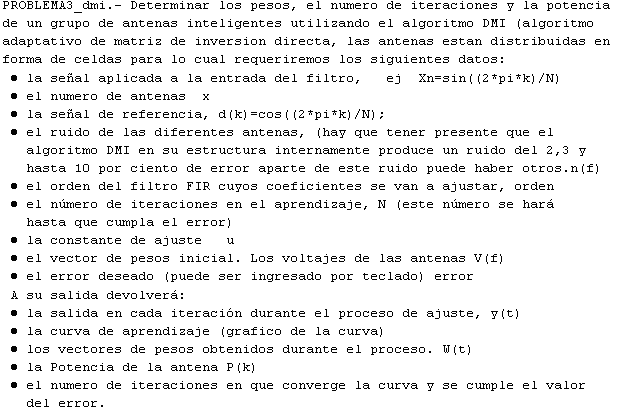 PROBLEMA3_dmi.- Determinar los pesos, el numero de iteraciones y la potencia
de un grupo de antenas inteligentes utilizando el algoritmo DMI (algoritmo
adaptativo de matriz de inversion directa, las antenas estan distribuidas en
forma de celdas para lo cual requeriremos los siguientes datos:
● la señal aplicada a la entrada del filtro, ej Xn=sin((2*pi*k)/N)
● el numero de antenas x
● la señal de referencia, d(k)=cos((2*pi*k)/N);
● el ruido de las diferentes antenas, (hay que tener presente que el
algoritmo DMI en su estructura internamente produce un ruido del 2,3 y
hasta 10 por ciento de error aparte de este ruido puede haber otros.n(f)
● el orden del filtro FIR cuyos coeficientes se van a ajustar, orden
● el número de iteraciones en el aprendizaje, N (este número se hará
hasta que cumpla el error)
● la constante de ajuste u
● el vector de pesos inicial. Los voltajes de las antenas V(f)
● el error deseado (puede ser ingresado por teclado) error
A su salida devolverá:
● la salida en cada iteración durante el proceso de ajuste, y(t)
● la curva de aprendizaje (grafico de la curva)
● los vectores de pesos obtenidos durante el proceso. W(t)
● la Potencia de la antena P(k)
● el numero de iteraciones en que converge la curva y se cumple el valor
del error.